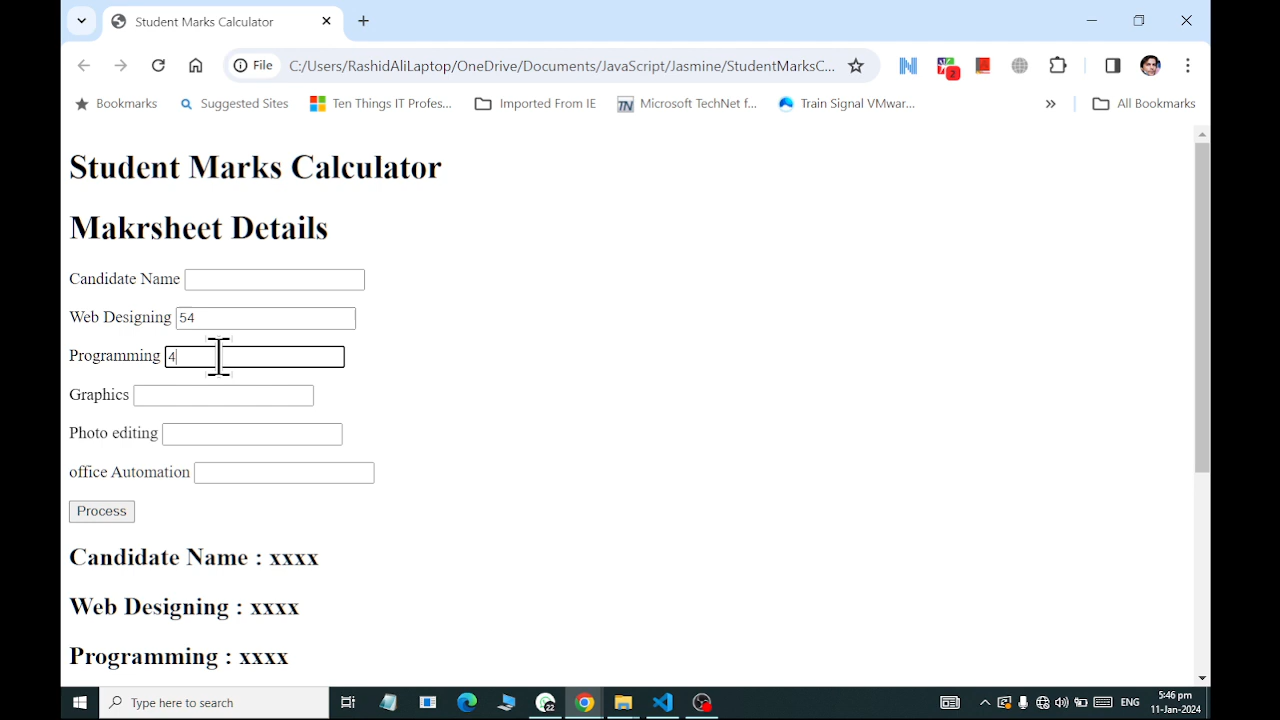 Student Marks Calculator
File
C:/Users/RashidAliLaptop/OneDrive/Documents/JavaScript/Jasmine/StudentMarksC...
2
Bookmarks
Suggested Sites
Ten Things IT Profes...
Imported From IE
TN
Microsoft TechNet f...
Train Signal VMwar...
»
All Bookmarks
Student Marks Calculator
Makrsheet Details
Candidate Name
Web Designing 54
Programming 4
Graphics
Photo editing
office Automation
Process
Candidate Name : xxxx
Web Designing : xxxx
Programming : xxxx
Type here to search
ENG
5:46 pm
11-Jan-2024